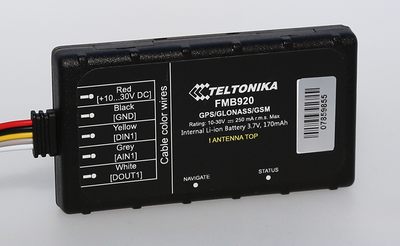 Red
[+10...30V DC]
Black
[GND]
Yellow
[DIN1]
Grey
[AIN1]
White
[DOUT1]
Cable color wires
TELTONIKA
FMB920
GPS/GLONASS/GSM
Rating: 10-30V ⎓ 250 mA r.m.s. Max
Internal Li-ion Battery 3.7V, 170mAh
! ANTENNA TOP
NAVIGATE
STATUS
07859855